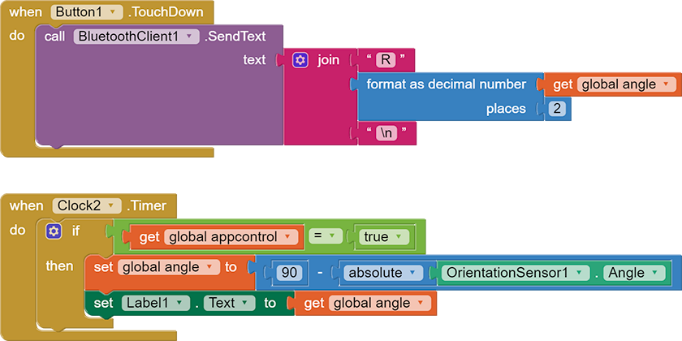 when Button1 .TouchDown
do call BluetoothClient1 .SendText
text join “ R ”
format as decimal number get global angle
places 2
“ \n ”
when Clock2 .Timer
do if get global appcontrol = true
then set global angle to 90 - absolute OrientationSensor1 . Angle
set Label1 . Text to get global angle